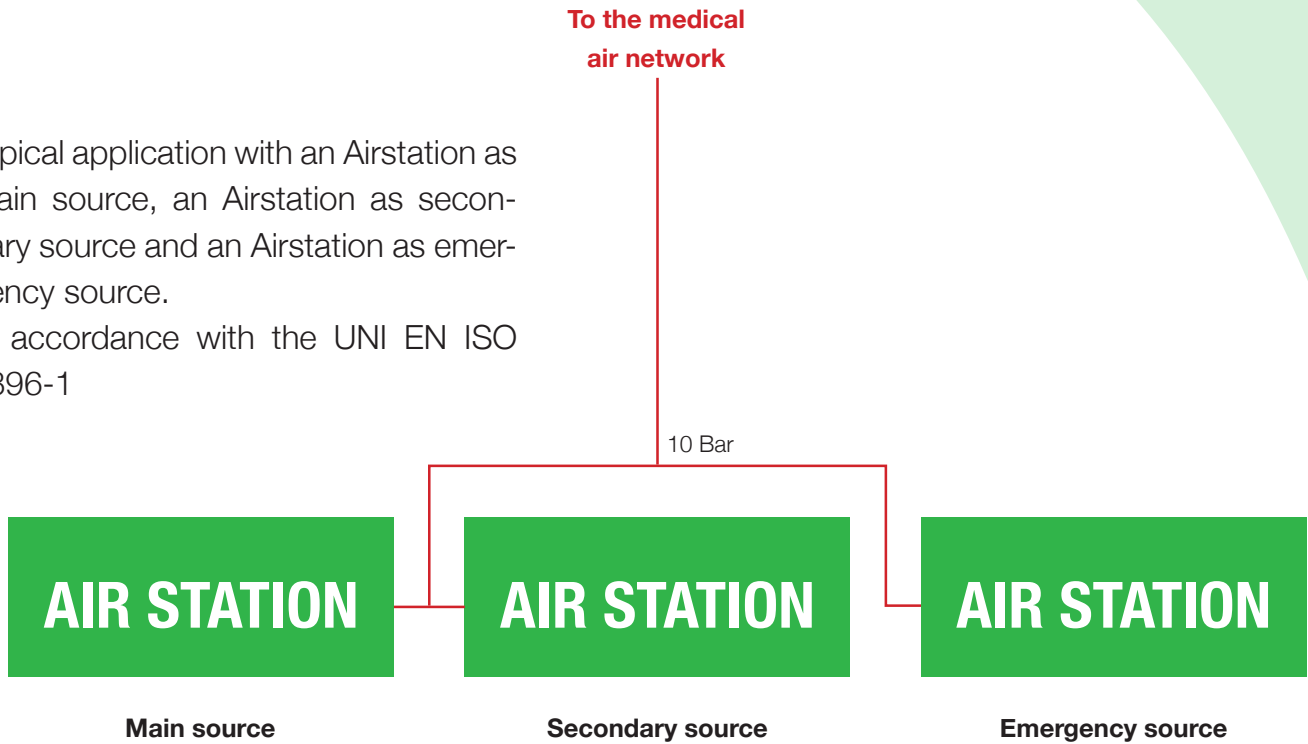 To the medical
air network
pical application with an Airstation as
ain source, an Airstation as secon-
ary source and an Airstation as emer-
ency source.
accordance with the UNI EN ISO
396-1
10 Bar
AIR STATION AIR STATION AIR STATION
Main source Secondary source Emergency source